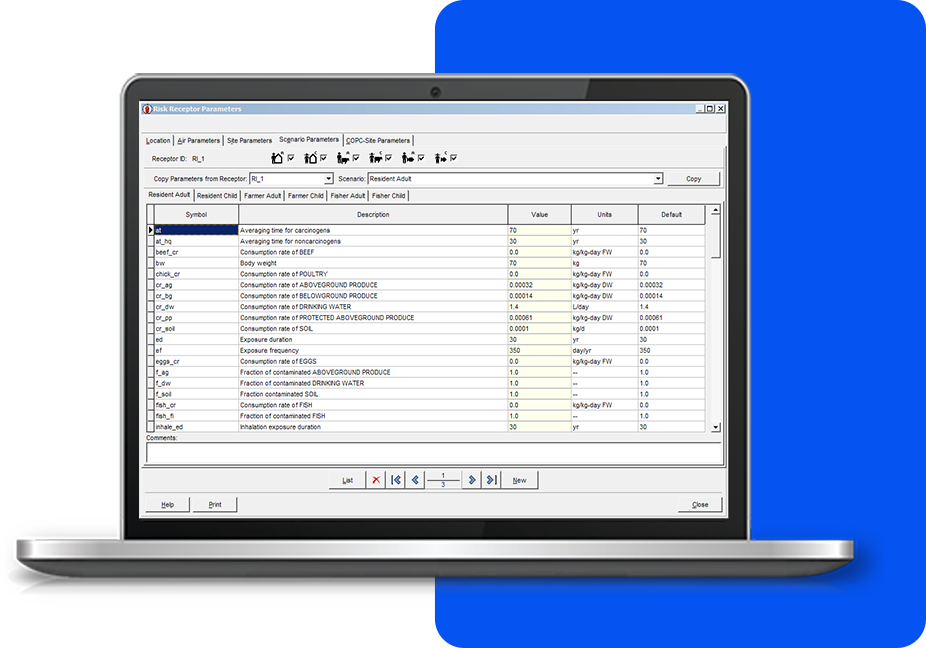 Risk Receptor Parameters
Location Air Parameters Site Parameters Scenario Parameters COPC-Site Parameters
Receptor ID: RI_1 A C A C A C
Copy Parameters from Receptor: RI_1 Scenario: Resident Adult Copy
Resident Adult Resident Child Farmer Adult Farmer Child Fisher Adult Fisher Child
Symbol Description Value Units Default
at Averaging time for carcinogens 70 yr 70
at_hq Averaging time for noncarcinogens 30 yr 30
beef_cr Consumption rate of BEEF 0.0 kg/kg-day FW 0.0
bw Body weight 70 kg 70
chick_cr Consumption rate of POULTRY 0.0 kg/kg-day FW 0.0
cr_ag Consumption rate of ABOVEGROUND PRODUCE 0.00032 kg/kg-day DW 0.00032
cr_bg Consumption rate of BELOWGROUND PRODUCE 0.00014 kg/kg-day DW 0.00014
cr_dw Consumption rate of DRINKING WATER 1.4 L/day 1.4
cr_pp Consumption rate of PROTECTED ABOVEGROUND PRODUCE 0.00061 kg/kg-day DW 0.00061
cr_soil Consumption rate of SOIL 0.0001 kg/d 0.0001
ed Exposure duration 30 yr 30
ef Exposure frequency 350 day/yr 350
eggs_cr Consumption rate of EGGS 0.0 kg/kg-day FW 0.0
f_ag Fraction of contaminated ABOVEGROUND PRODUCE 1.0 -- 1.0
f_dw Fraction of contaminated DRINKING WATER 1.0 -- 1.0
f_soil Fraction contaminated SOIL 1.0 -- 1.0
fish_cr Consumption rate of FISH 0.0 kg/kg-day FW 0.0
fish_fi Fraction of contaminated FISH 1.0 -- 1.0
inhale_ed Inhalation exposure duration 30 yr 30
Comments:
List 1 3 New
Help Print Close